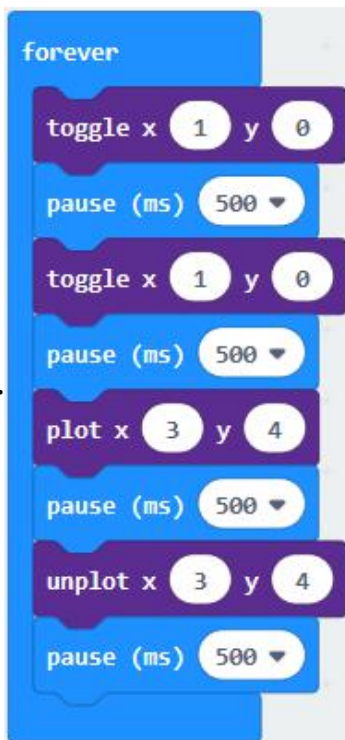 forever
toggle x 1 y 0
pause (ms) 500
toggle x 1 y 0
pause (ms) 500
plot x 3 y 4
pause (ms) 500
unplot x 3 y 4
pause (ms) 500